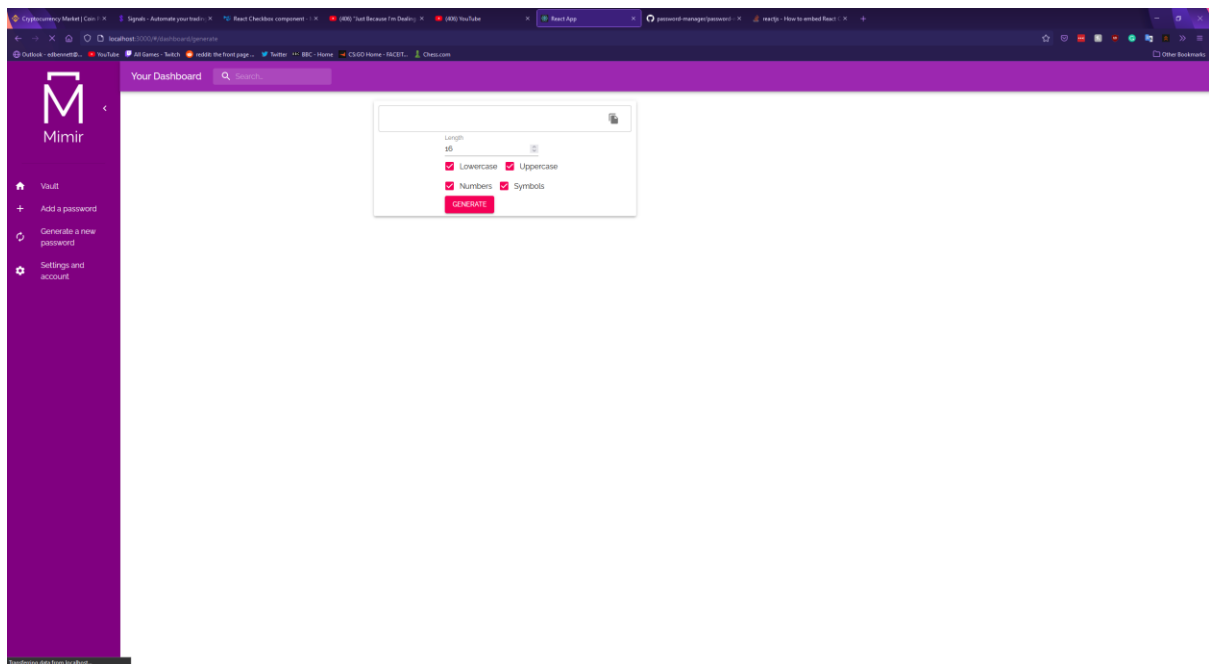 Cryptocurrency Market | Coin
Signals - Automate your trading
React Checkbox component -
(406) "Just Because I'm Dealing
(406) YouTube
React App
password-manager/password-
reactjs - How to embed React
localhost:3000/#/dashboard/generate
Outlook - edbennett@...
YouTube
All Games - Twitch
reddit: the front page ...
Twitter
BBC - Home
CS:GO Home - FACEIT...
Chess.com
Other Bookmarks
Your Dashboard
Search...
Mimir
Length
16
Lowercase
Uppercase
Numbers
Symbols
GENERATE
Vault
Add a password
Generate a new
password
Settings and
account
Transferring data from localhost...